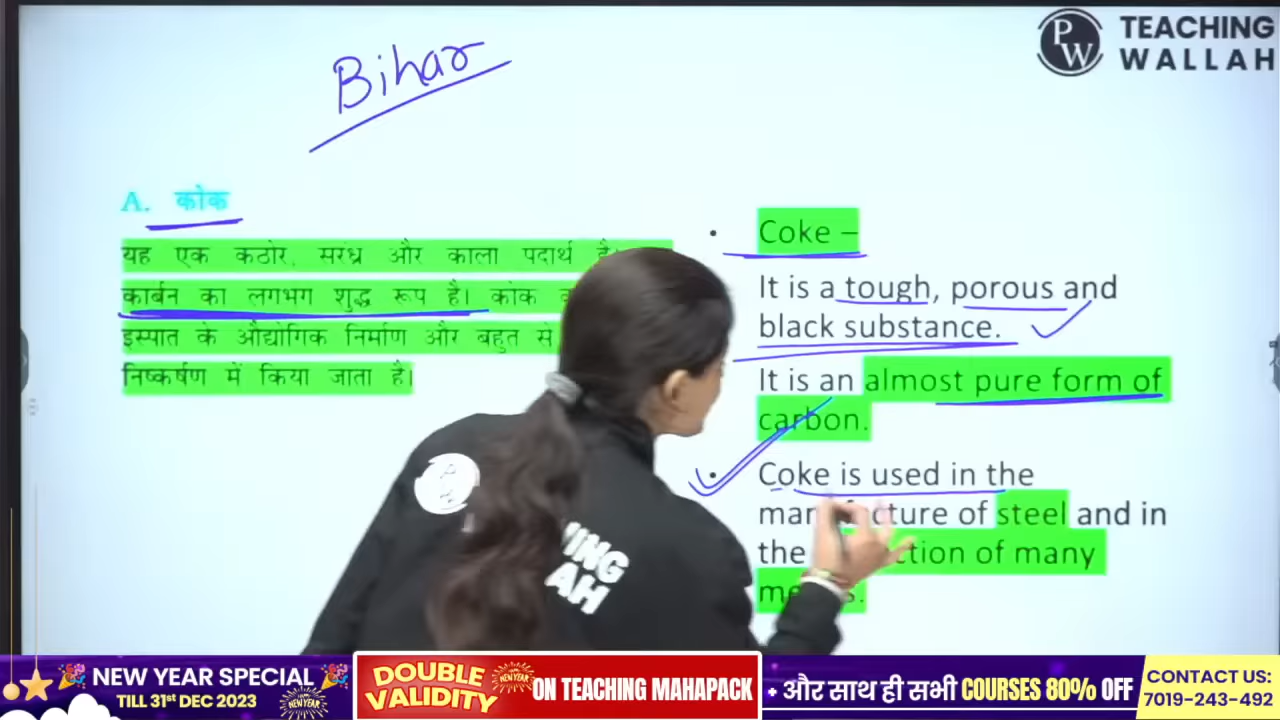 Bihar
PW TEACHING
WALLAH
A. कोक
यह एक कठोर, सरंध्र और काला पदार्थ है।
कार्बन का लगभग शुद्ध रूप है। कोक
इस्पात के औद्योगिक निर्माण और बहुत से
निष्कर्षण में किया जाता है।
• Coke –
It is a tough, porous and
black substance.
It is an almost pure form of
carbon.
• Coke is used in the
of steel and in
the of many
NEW YEAR SPECIAL
TILL 31st DEC 2023
DOUBLE
VALIDITY
ON TEACHING MAHAPACK
+ और साथ ही सभी COURSES 80% OFF
CONTACT US:
7019-243-492